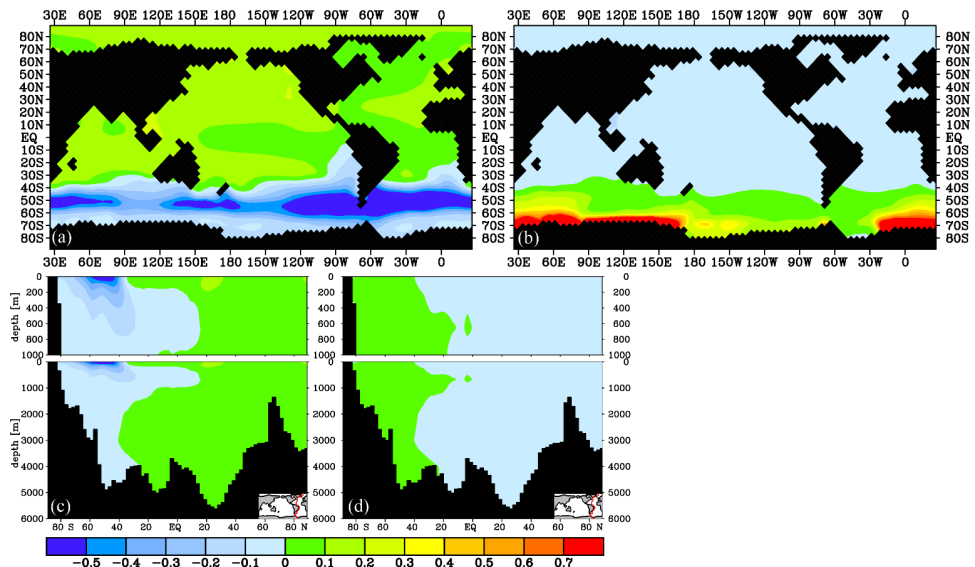 30E 60E 90E 120E 150E 180E 150W 120W 90W 60W 30W 0
30E 60E 90E 120E 150E 180E 150W 120W 90W 60W 30W 0
80N
70N
60N
50N
40N
30N
20N
10N
EQ
10S
20S
30S
40S
50S
60S
70S
80S
80N
70N
60N
50N
40N
30N
20N
10N
EQ
10S
20S
30S
40S
50S
60S
70S
80S
(a)
(b)
30E 60E 90E 120E 150E 180E 150W 120W 90W 60W 30W 0
30E 60E 90E 120E 150E 180E 150W 120W 90W 60W 30W 0
depth [m]
0
200
400
600
800
1000
0
200
400
600
800
1000
depth [m]
0
1000
2000
3000
4000
5000
6000
0
1000
2000
3000
4000
5000
6000
(c)
(d)
80 S 60 40 20 EQ 20 40 60 80 N
80 S 60 40 20 EQ 20 40 60 80 N
−0.5 −0.4 −0.3 −0.2 −0.1 0 0.1 0.2 0.3 0.4 0.5 0.6 0.7